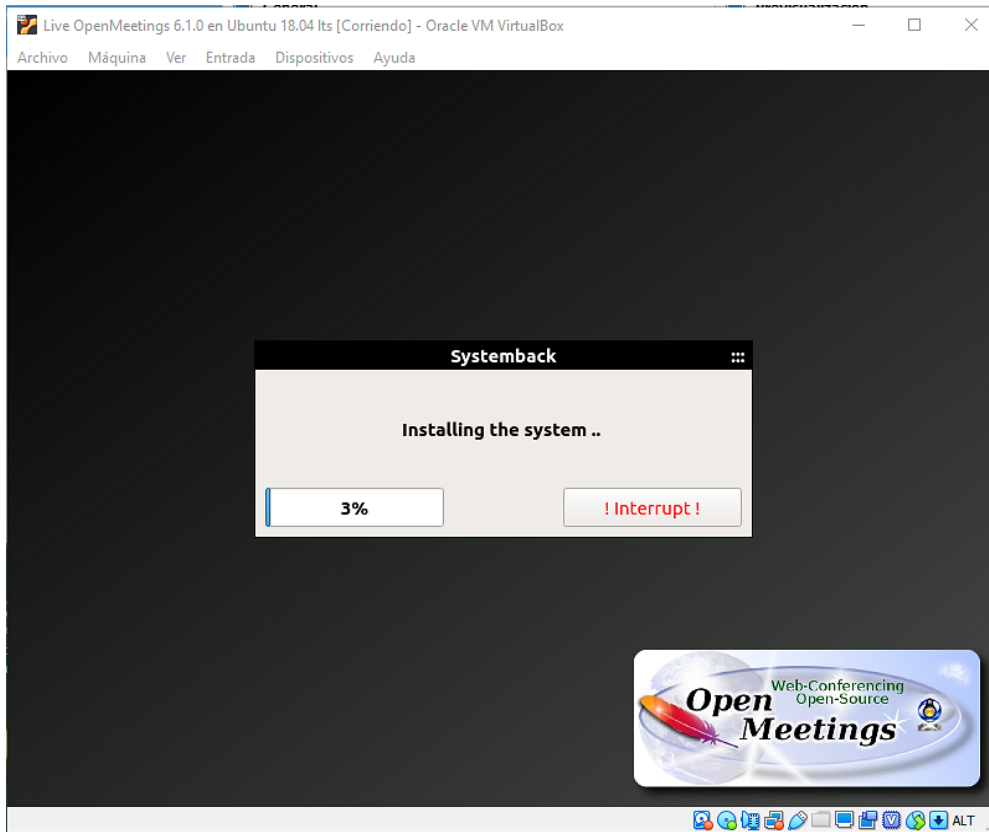 Live OpenMeetings 6.1.0 en Ubuntu 18.04 lts [Corriendo] - Oracle VM VirtualBox
Archivo Máquina Ver Entrada Dispositivos Ayuda
Systemback
Installing the system ..
3%
! Interrupt !
Web-Conferencing
Open-Source
Open
Meetings
ALT